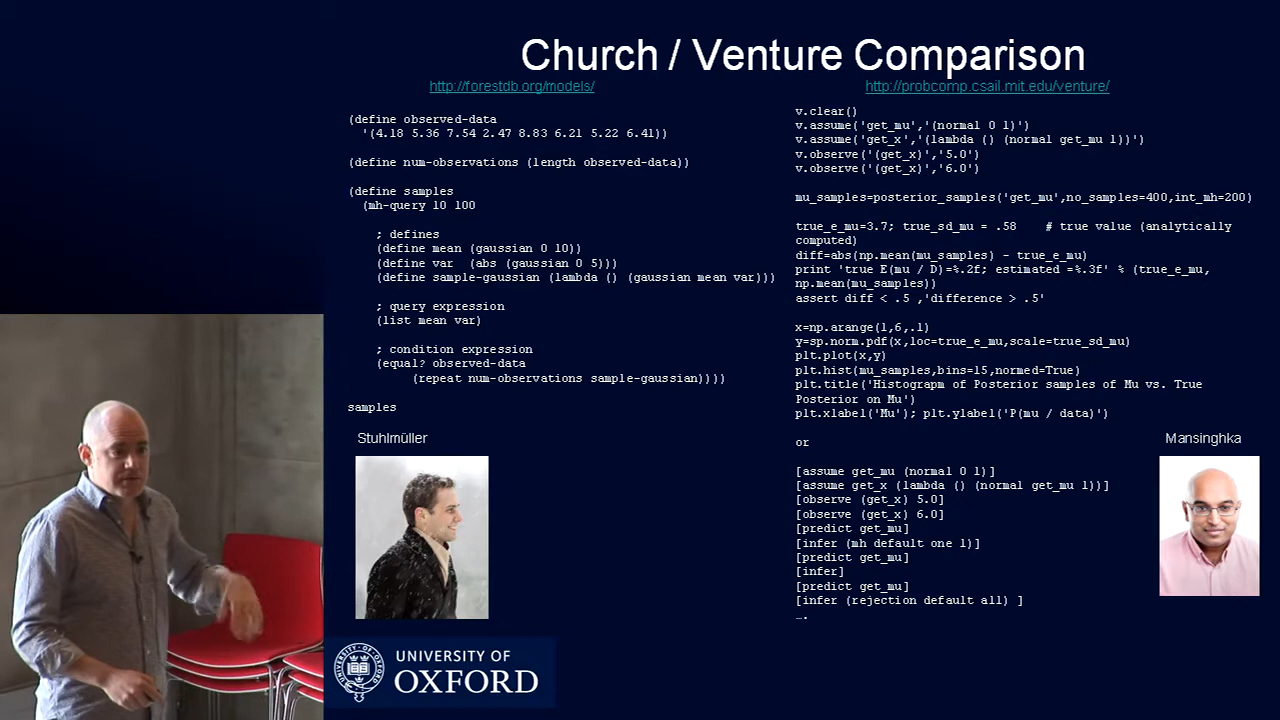 Church / Venture Comparison
http://forestdb.org/models/
(define observed-data
'(4.18 5.36 7.54 2.47 8.83 6.21 5.22 6.41))
(define num-observations (length observed-data))
(define samples
(mh-query 10 100
; defines
(define mean (gaussian 0 10))
(define var (abs (gaussian 0 5)))
(define sample-gaussian (lambda () (gaussian mean var)))
; query expression
(list mean var)
; condition expression
(equal? observed-data
(repeat num-observations sample-gaussian))))
samples
Stuhlmüller
http://probcomp.csail.mit.edu/venture/
v.clear()
v.assume('get_mu','(normal 0 1)')
v.assume('get_x','(lambda () (normal get_mu 1))')
v.observe('(get_x)','5.0')
v.observe('(get_x)','6.0')
mu_samples=posterior_samples('get_mu',no_samples=400,int_mh=200)
true_e_mu=3.7; true_sd_mu = .58 # true value (analytically
computed)
diff=abs(np.mean(mu_samples) - true_e_mu)
print 'true E(mu / D)=%.2f; estimated =%.3f' % (true_e_mu,
np.mean(mu_samples))
assert diff < .5 ,'difference > .5'
x=np.arange(1,6,.1)
y=sp.norm.pdf(x,loc=true_e_mu,scale=true_sd_mu)
plt.plot(x,y)
plt.hist(mu_samples,bins=15,normed=True)
plt.title('Histograpm of Posterior samples of Mu vs. True
Posterior on Mu')
plt.xlabel('Mu'); plt.ylabel('P(mu / data)')
or
[assume get_mu (normal 0 1)]
[assume get_x (lambda () (normal get_mu 1))]
[observe (get_x) 5.0]
[observe (get_x) 6.0]
[predict get_mu]
[infer (mh default one 1)]
[predict get_mu]
[infer]
[predict get_mu]
[infer (rejection default all) ]
Mansinghka
UNIVERSITY OF
OXFORD